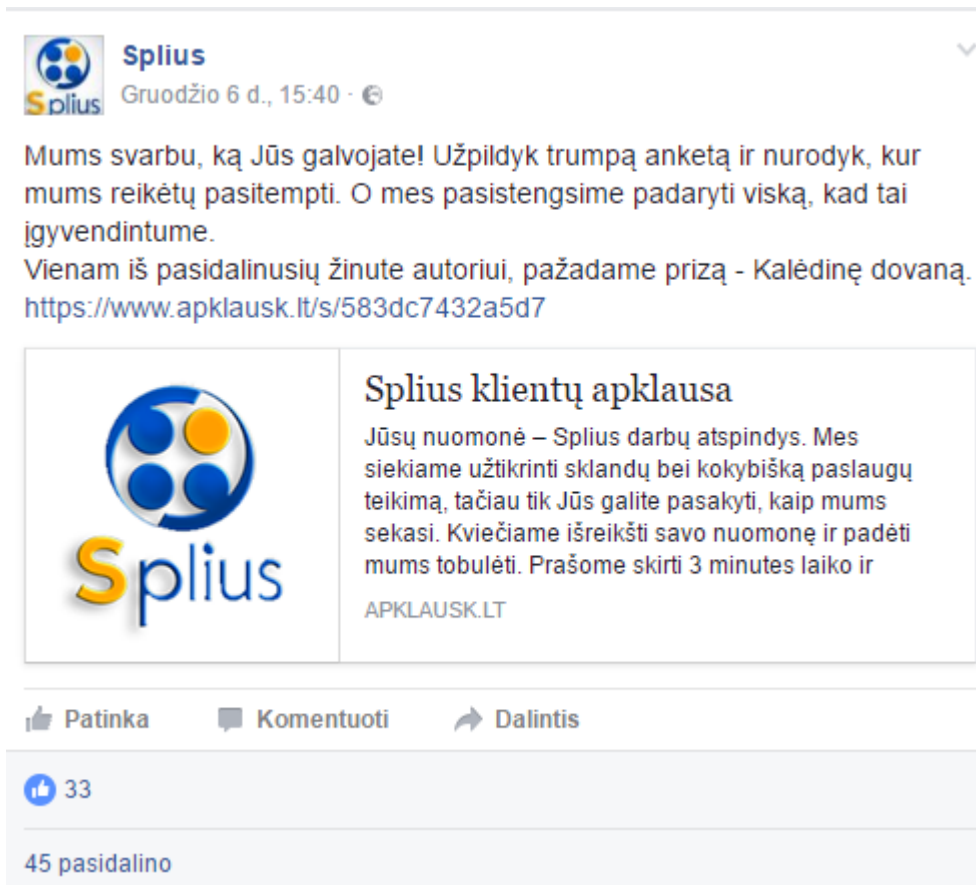 Splius
Splius
Gruodžio 6 d., 15:40 ·
Mums svarbu, ką Jūs galvojate! Užpildyk trumpą anketą ir nurodyk, kur
mums reikėtų pasitempti. O mes pasistengsime padaryti viską, kad tai
įgyvendintume.
Vienam iš pasidalinusių žinute autoriui, pažadame prizą - Kalėdinę dovaną.
https://www.apklausk.lt/s/583dc7432a5d7
Splius
Splius klientų apklausa
Jūsų nuomonė – Splius darbų atspindys. Mes
siekiame užtikrinti sklandų bei kokybišką paslaugų
teikimą, tačiau tik Jūs galite pasakyti, kaip mums
sekasi. Kviečiame išreikšti savo nuomonę ir padėti
mums tobulėti. Prašome skirti 3 minutes laiko ir
APKLAUSK.LT
Patinka Komentuoti Dalintis
33
45 pasidalino